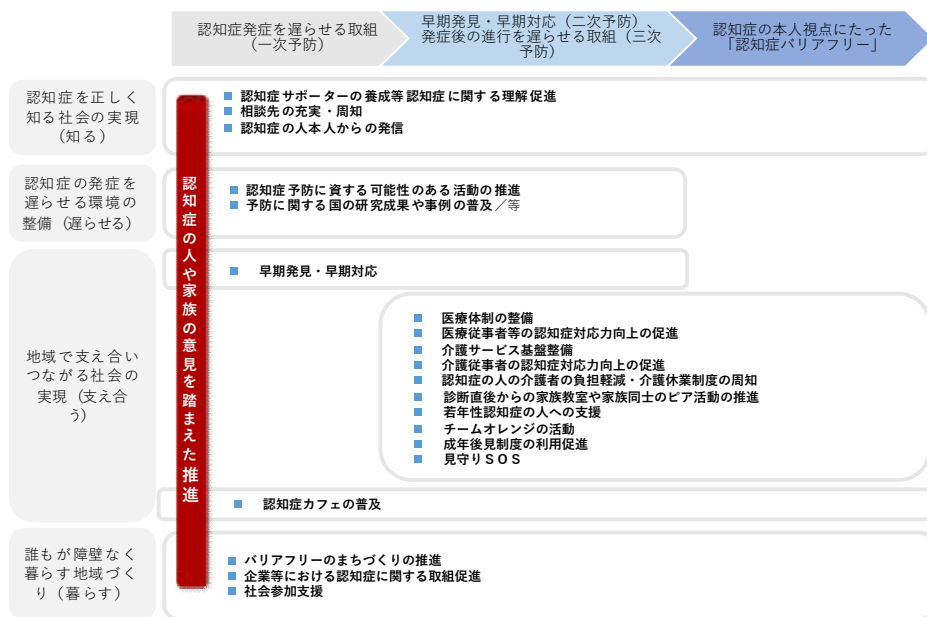 認知症発症を遅らせる取組
(一次予防)
早期発見・早期対応（二次予防）、
発症後の進行を遅らせる取組（三次
予防）
認知症の本人視点にたった
「認知症バリアフリー」
認知症を正しく
知る社会の実現
(知る)
認知症サポーターの養成等認知症に関する理解促進
相談先の充実・周知
認知症の人本人からの発信
認知症の人や家族の意見を踏まえた推進
認知症の発症を
遅らせる環境の
整備（遅らせる）
認知症予防に資する可能性のある活動の推進
予防に関する国の研究成果や事例の普及／等
地域で支え合い
つながる社会の
実現（支え合
う）
早期発見・早期対応
医療体制の整備
医療従事者等の認知症対応力向上の促進
介護サービス基盤整備
介護従事者の認知症対応力向上の促進
認知症の人の介護者の負担軽減・介護休業制度の周知
診断直後からの家族教室や家族同士のピア活動の推進
若年性認知症の人への支援
チームオレンジの活動
成年後見制度の利用促進
見守りＳＯＳ
認知症カフェの普及
誰もが障壁なく
暮らす地域づく
り（暮らす）
バリアフリーのまちづくりの推進
企業等における認知症に関する取組促進
社会参加支援